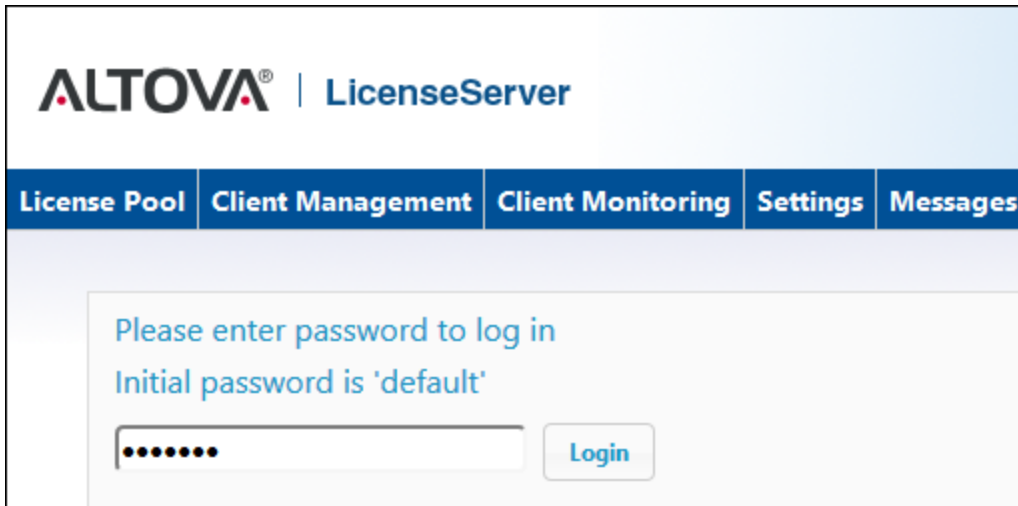 ALTOVA® | LicenseServer
License Pool Client Management Client Monitoring Settings Messages
Please enter password to log in
Initial password is 'default'
••••••• Login